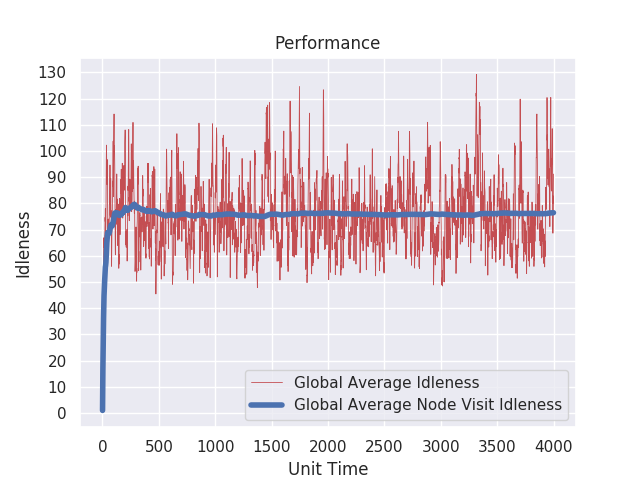 Performance
130
120
110
100
90
80
70
60
50
40
30
20
10
0
Idleness
Global Average Idleness
Global Average Node Visit Idleness
0 500 1000 1500 2000 2500 3000 3500 4000
Unit Time